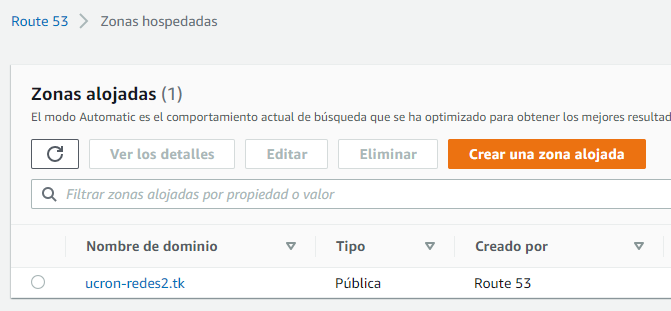 Route 53 > Zonas hospedadas
Zonas alojadas (1)
El modo Automatic es el comportamiento actual de búsqueda que se ha optimizado para obtener los mejores resultad
Ver los detalles Editar Eliminar Crear una zona alojada
Filtrar zonas alojadas por propiedad o valor
Nombre de dominio Tipo Creado por
ucron-redes2.tk Pública Route 53